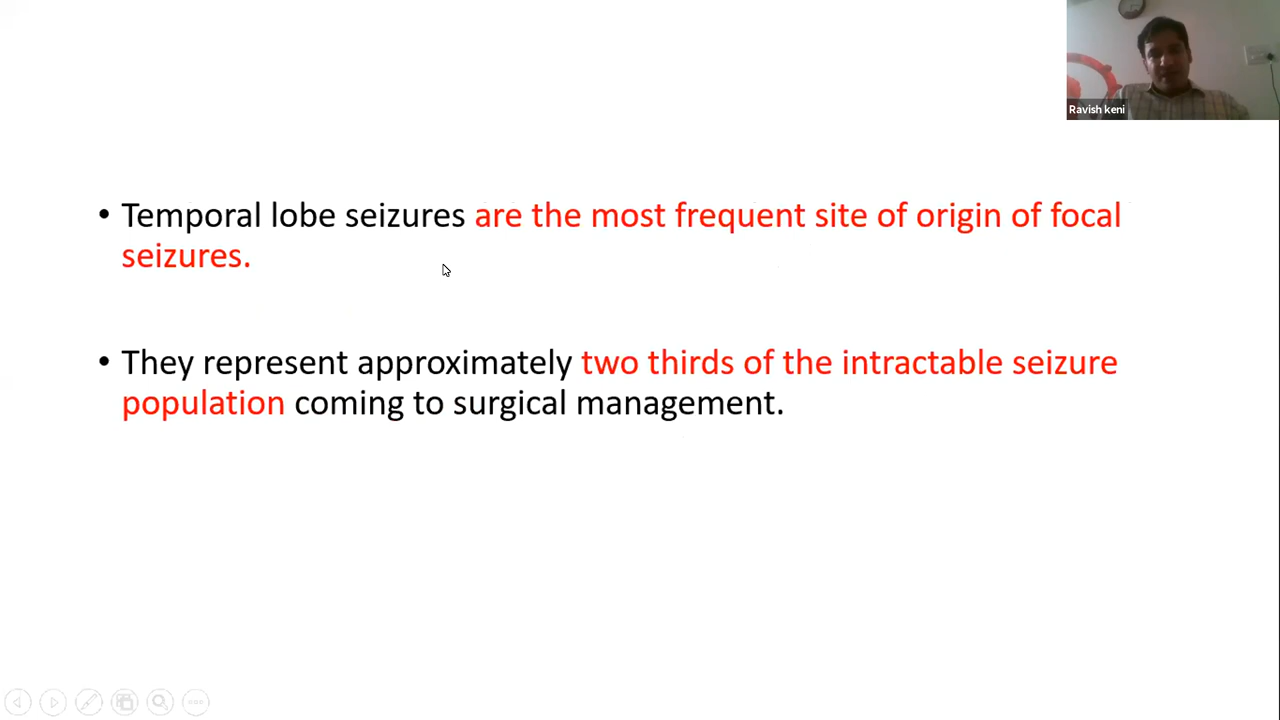 Ravish keni
• Temporal lobe seizures are the most frequent site of origin of focal
seizures.
• They represent approximately two thirds of the intractable seizure
population coming to surgical management.